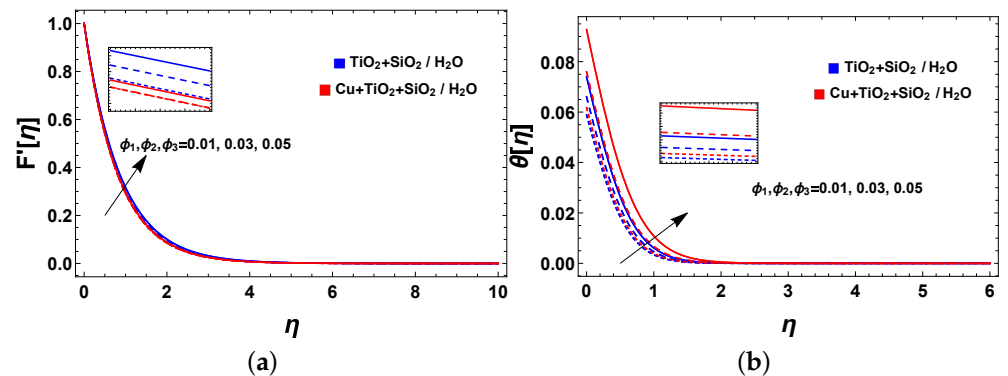 1.0
0.8
0.6
0.4
0.2
0.0
F'[η]
TiO₂+SiO₂ / H₂O
Cu+TiO₂+SiO₂ / H₂O
ϕ₁,ϕ₂,ϕ₃=0.01, 0.03, 0.05
0 2 4 6 8 10
η
(a)
0.08
0.06
0.04
0.02
0.00
θ[η]
TiO₂+SiO₂ / H₂O
Cu+TiO₂+SiO₂ / H₂O
ϕ₁,ϕ₂,ϕ₃=0.01, 0.03, 0.05
0 1 2 3 4 5 6
η
(b)